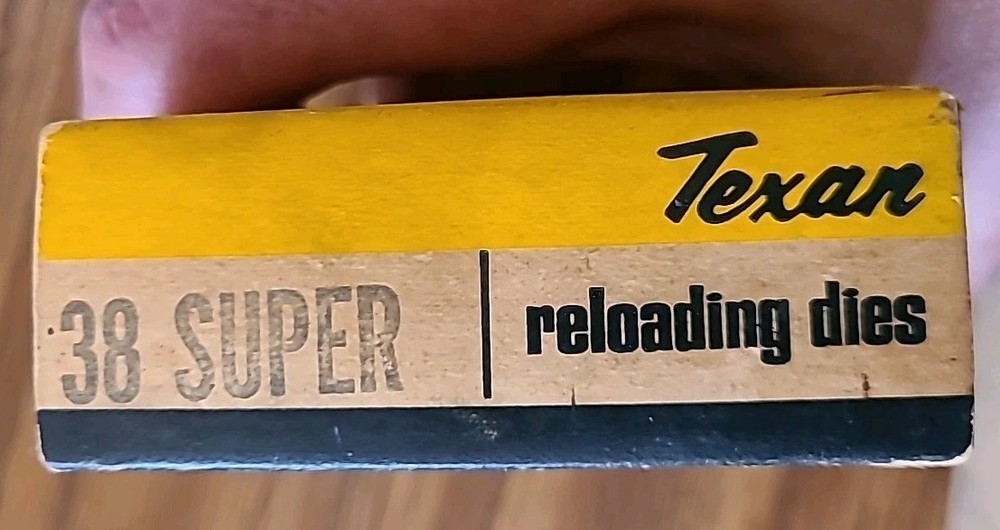 Texan
38 SUPER
reloading dies